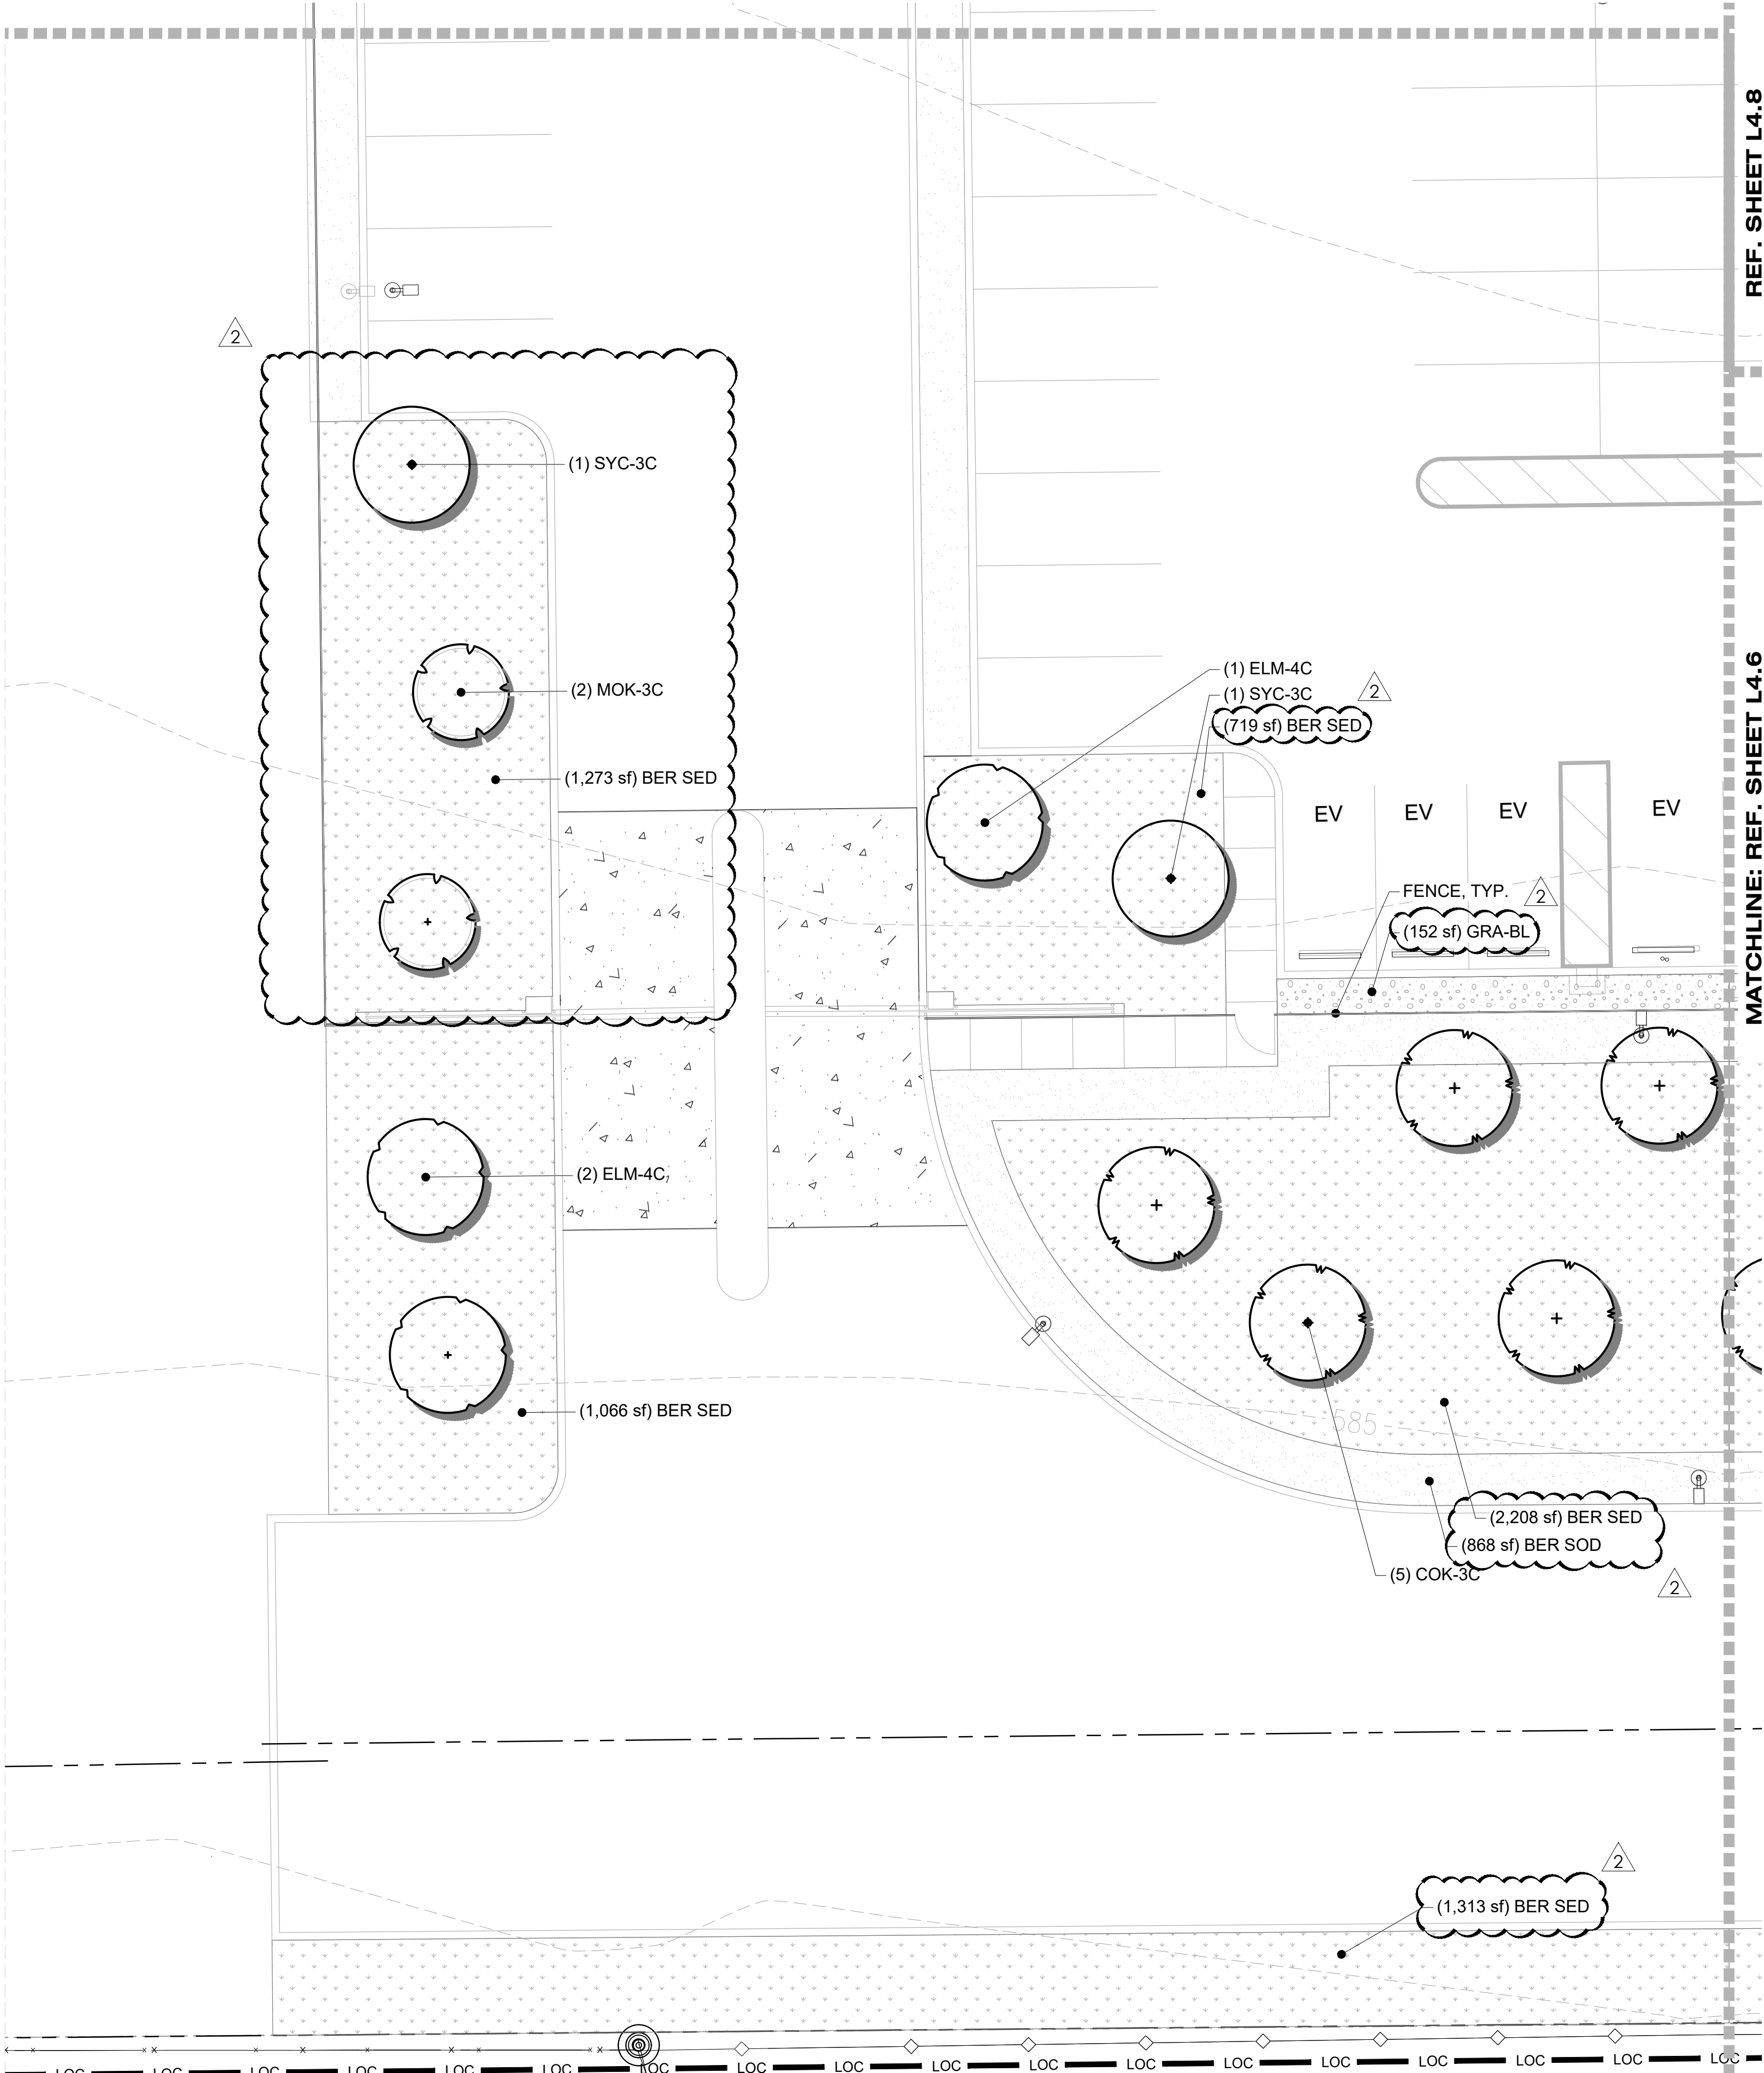 REF. SHEET L4.8
2
(1) SYC-3C
(2) MOK-3C
(1,273 sf) BER SED
(1) ELM-4C
(1) SYC-3C
2
(719 sf) BER SED
EV
EV
EV
EV
FENCE, TYP.
2
(152 sf) GRA-BL
MATCHLINE: REF. SHEET L4.6
(2) ELM-4C
(1,066 sf) BER SED
585
(2,208 sf) BER SED
(868 sf) BER SOD
(5) COK-3C
2
2
(1,313 sf) BER SED
LOC LOC LOC LOC LOC LOC LOC LOC LOC LOC LOC LOC LOC LOC LOC LOC LOC LOC